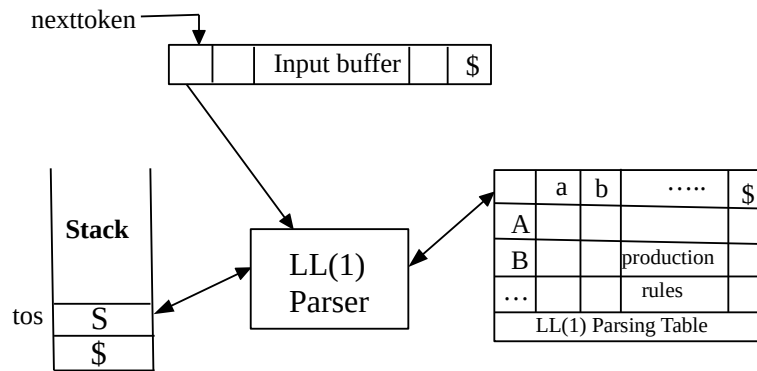 nexttoken
Input buffer $
a b ..... $
A
Stack
B production
LL(1)
Parser
... rules
tos S
LL(1) Parsing Table
$